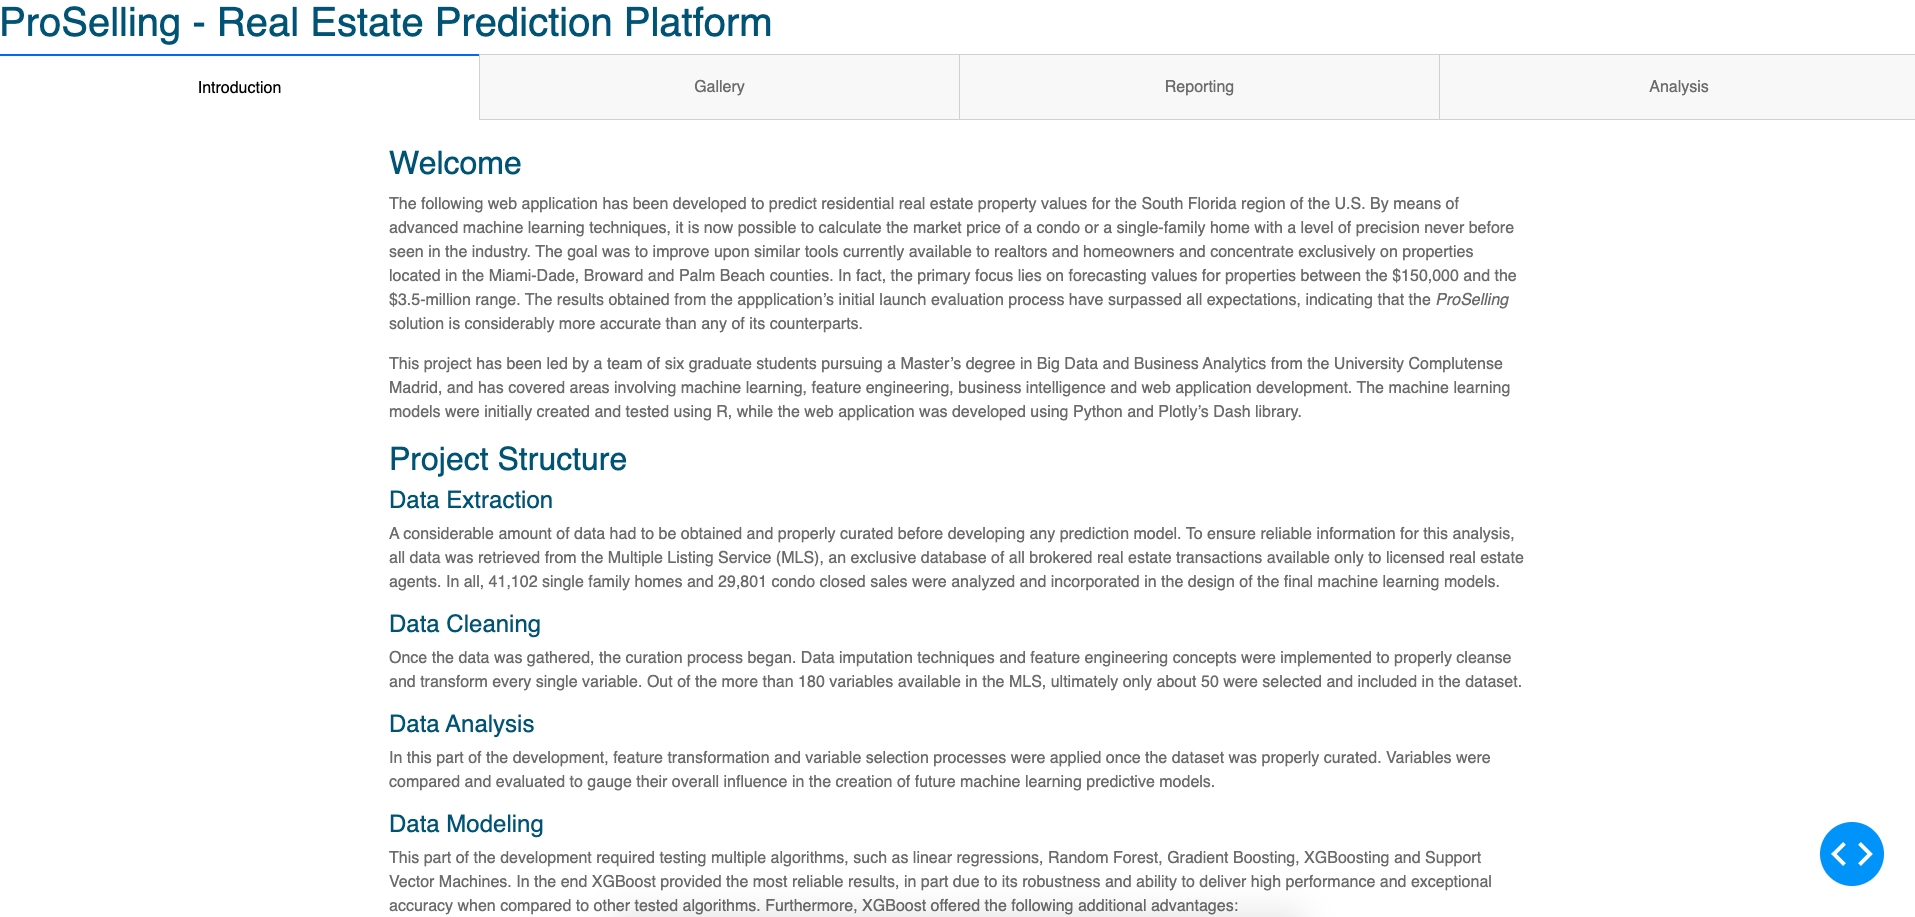 ProSelling - Real Estate Prediction Platform
Introduction
Gallery
Reporting
Analysis
Welcome
The following web application has been developed to predict residential real estate property values for the South Florida region of the U.S. By means of
advanced machine learning techniques, it is now possible to calculate the market price of a condo or a single-family home with a level of precision never before
seen in the industry. The goal was to improve upon similar tools currently available to realtors and homeowners and concentrate exclusively on properties
located in the Miami-Dade, Broward and Palm Beach counties. In fact, the primary focus lies on forecasting values for properties between the $150,000 and the
$3.5-million range. The results obtained from the appplication’s initial launch evaluation process have surpassed all expectations, indicating that the ProSelling
solution is considerably more accurate than any of its counterparts.
This project has been led by a team of six graduate students pursuing a Master’s degree in Big Data and Business Analytics from the University Complutense
Madrid, and has covered areas involving machine learning, feature engineering, business intelligence and web application development. The machine learning
models were initially created and tested using R, while the web application was developed using Python and Plotly’s Dash library.
Project Structure
Data Extraction
A considerable amount of data had to be obtained and properly curated before developing any prediction model. To ensure reliable information for this analysis,
all data was retrieved from the Multiple Listing Service (MLS), an exclusive database of all brokered real estate transactions available only to licensed real estate
agents. In all, 41,102 single family homes and 29,801 condo closed sales were analyzed and incorporated in the design of the final machine learning models.
Data Cleaning
Once the data was gathered, the curation process began. Data imputation techniques and feature engineering concepts were implemented to properly cleanse
and transform every single variable. Out of the more than 180 variables available in the MLS, ultimately only about 50 were selected and included in the dataset.
Data Analysis
In this part of the development, feature transformation and variable selection processes were applied once the dataset was properly curated. Variables were
compared and evaluated to gauge their overall influence in the creation of future machine learning predictive models.
Data Modeling
This part of the development required testing multiple algorithms, such as linear regressions, Random Forest, Gradient Boosting, XGBoosting and Support
Vector Machines. In the end XGBoost provided the most reliable results, in part due to its robustness and ability to deliver high performance and exceptional
accuracy when compared to other tested algorithms. Furthermore, XGBoost offered the following additional advantages: